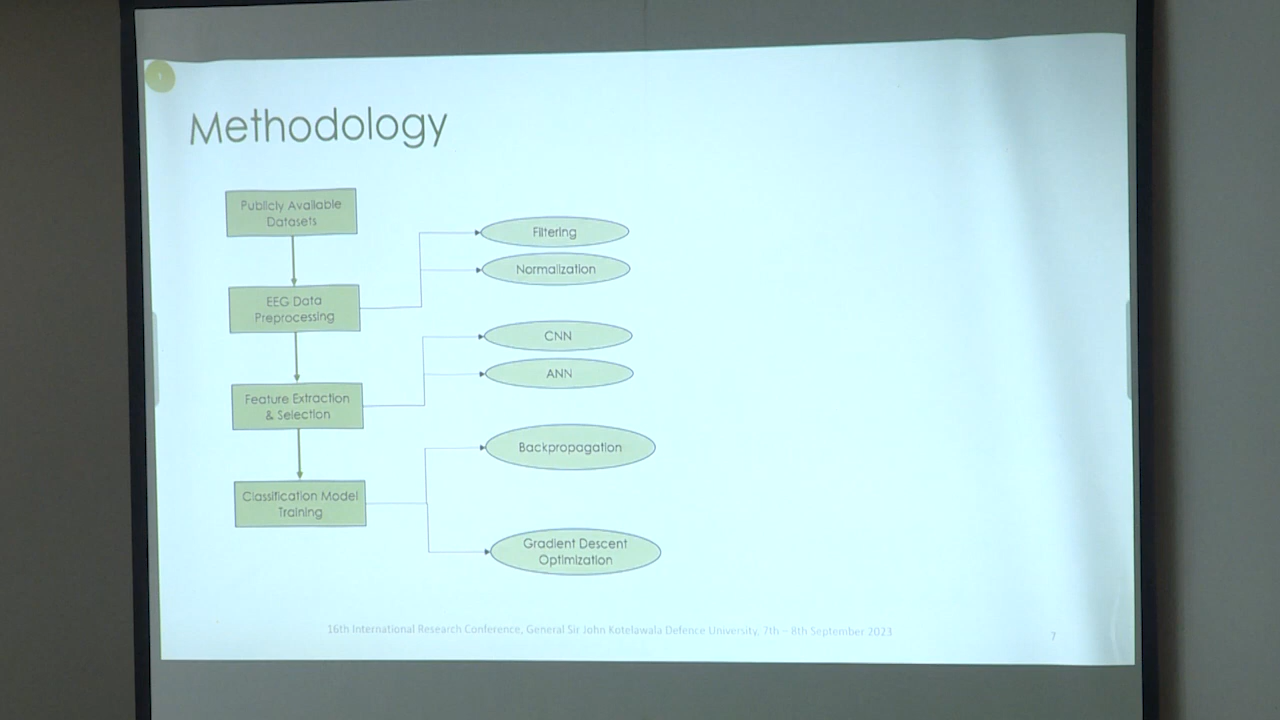 Methodology
Publicly Available
Datasets
Filtering
Normalization
EEG Data
Preprocessing
CNN
ANN
Feature Extraction
& Selection
Backpropagation
Classification Model
Training
Gradient Descent
Optimization
16th International Research Conference, General Sir John Kotelawala Defence University, 7th – 8th September 2023
7